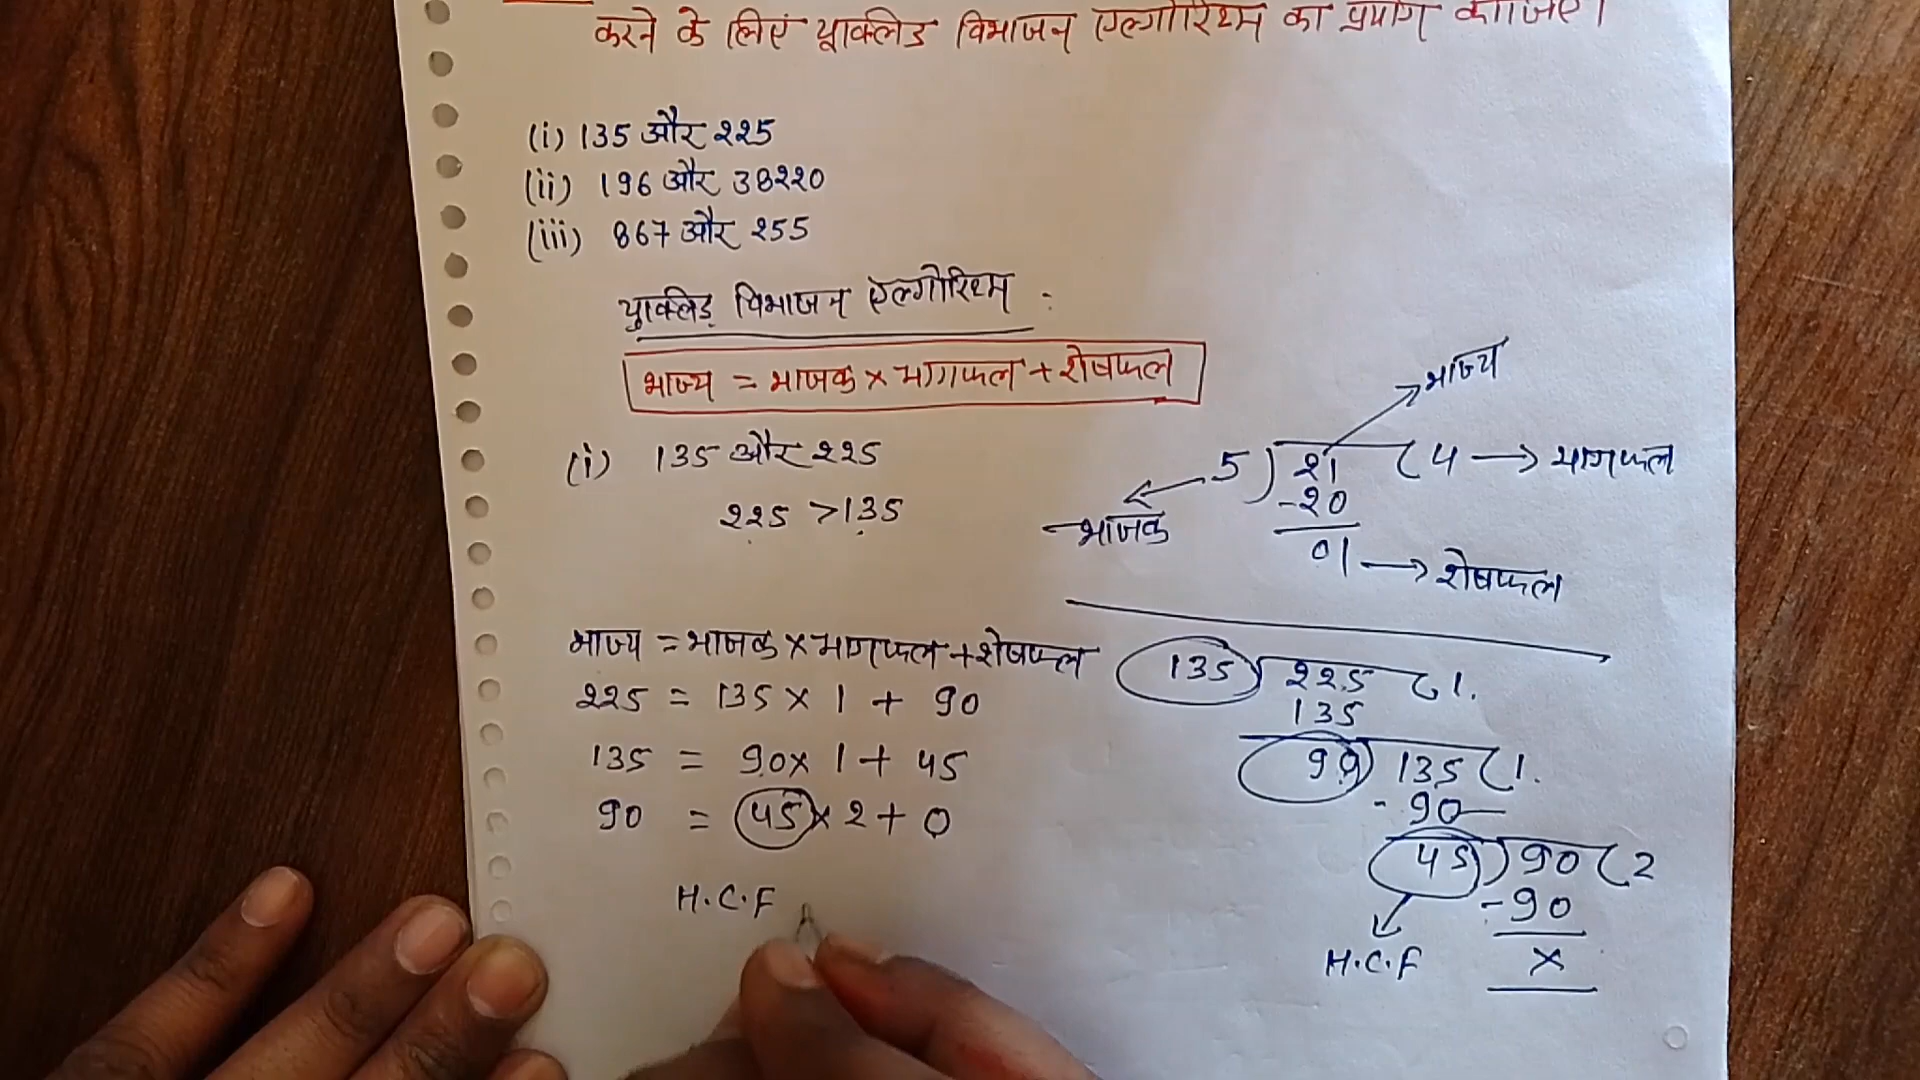 करने के लिए यूक्लिड विभाजन एल्गोरिथ्म का प्रयोग कीजिए।
(i) 135 और 225
(ii) 196 और 38220
(iii) 867 और 255
युक्लिड विभाजन एल्गोरिथ्म :
भाज्य = भाजक × भागफल + शेषफल
(i) 135 और 225
225 > 135
भाज्य
5) 21 ( 4 → भागफल
-20
भाजक
01 → शेषफल
भाज्य = भाजक × भागफल + शेषफल
225 = 135 × 1 + 90
135 = 90 × 1 + 45
90 = 45 × 2 + 0
H.C.F
135) 225 ( 1.
135
90) 135 ( 1.
- 90
45) 90 ( 2
- 90
×
H.C.F